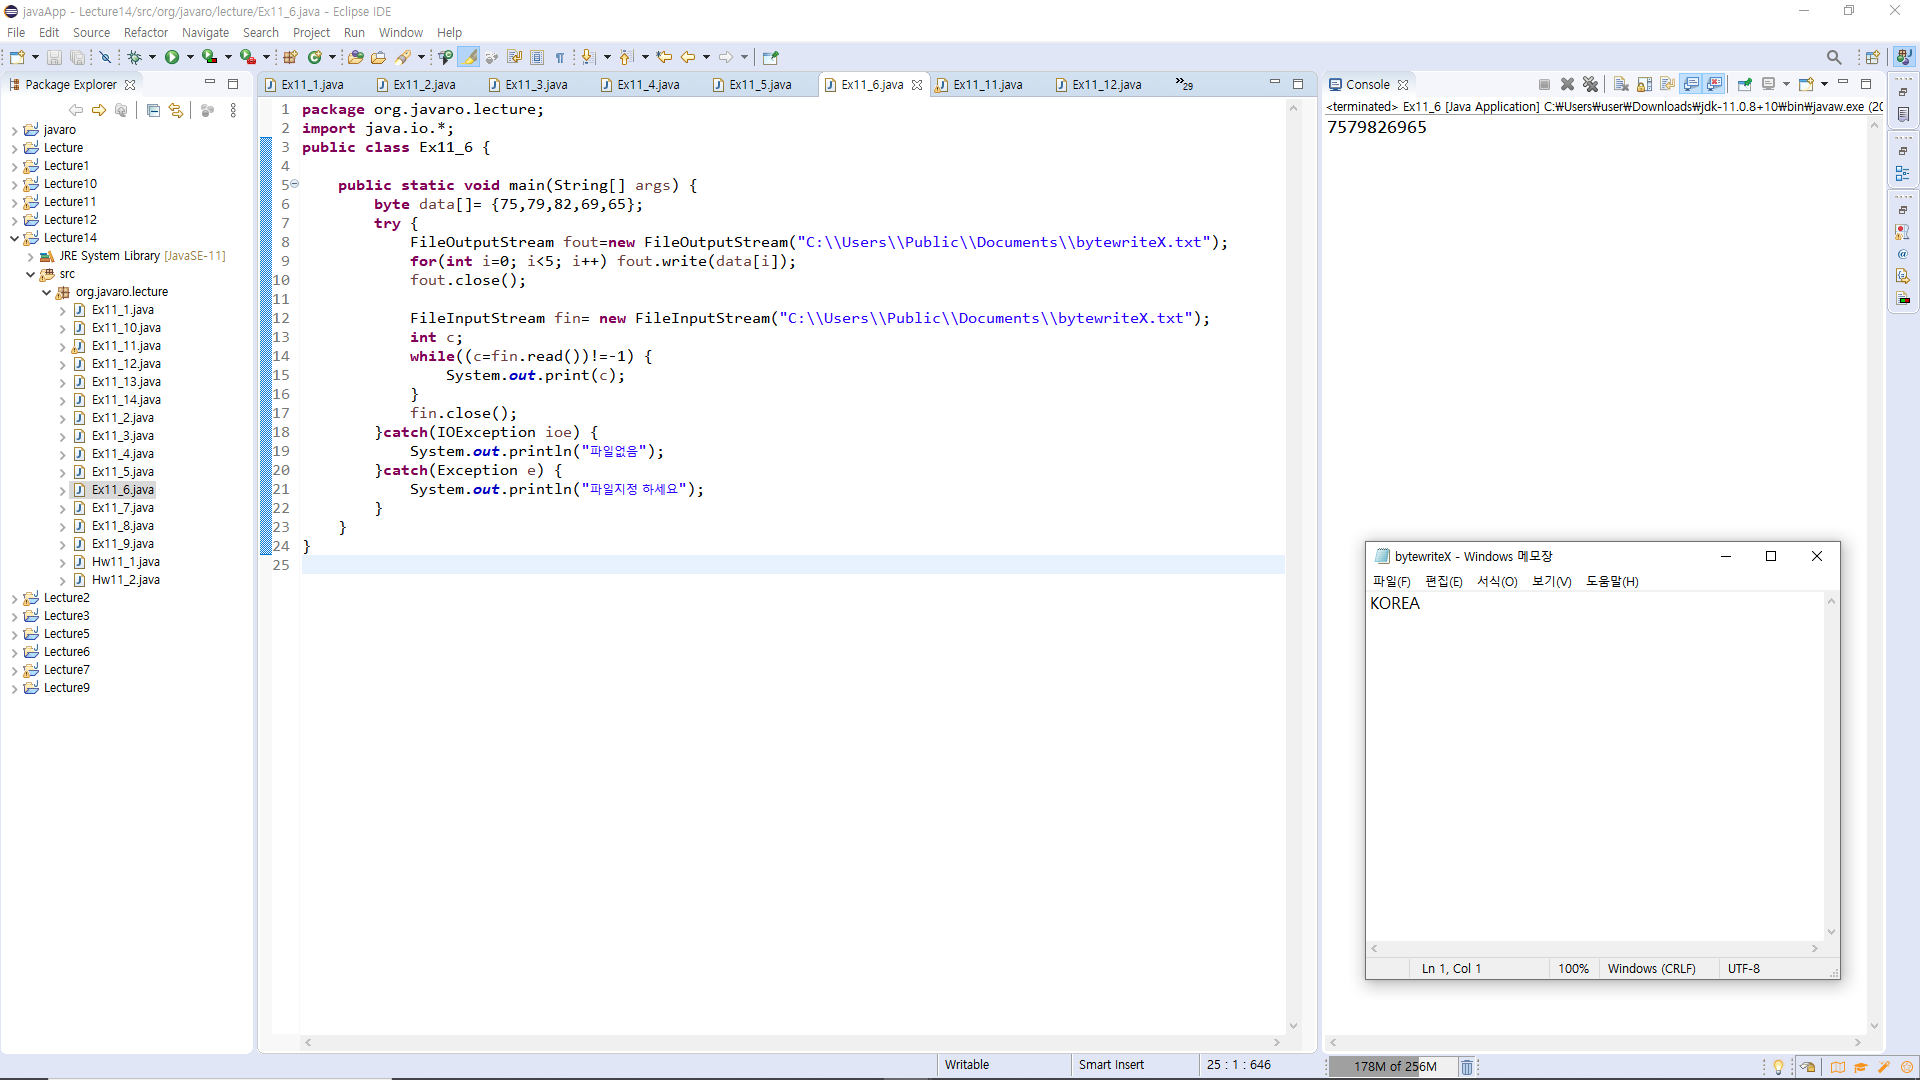 javaApp - Lecture14/src/org/javaro/lecture/Ex11_6.java - Eclipse IDE
File Edit Source Refactor Navigate Search Project Run Window Help
Package Explorer
javaro
Lecture
Lecture1
Lecture10
Lecture11
Lecture12
Lecture14
JRE System Library [JavaSE-11]
src
org.javaro.lecture
Ex11_1.java
Ex11_10.java
Ex11_11.java
Ex11_12.java
Ex11_13.java
Ex11_14.java
Ex11_2.java
Ex11_3.java
Ex11_4.java
Ex11_5.java
Ex11_6.java
Ex11_7.java
Ex11_8.java
Ex11_9.java
Hw11_1.java
Hw11_2.java
Lecture2
Lecture3
Lecture5
Lecture6
Lecture7
Lecture9
Ex11_1.java Ex11_2.java Ex11_3.java Ex11_4.java Ex11_5.java Ex11_6.java Ex11_11.java Ex11_12.java »29
1 package org.javaro.lecture;
2 import java.io.*;
3 public class Ex11_6 {
4
5 public static void main(String[] args) {
6 byte data[]= {75,79,82,69,65};
7 try {
8 FileOutputStream fout=new FileOutputStream("C:\\Users\\Public\\Documents\\bytewriteX.txt");
9 for(int i=0; i<5; i++) fout.write(data[i]);
10 fout.close();
11
12 FileInputStream fin= new FileInputStream("C:\\Users\\Public\\Documents\\bytewriteX.txt");
13 int c;
14 while((c=fin.read())!=-1) {
15 System.out.print(c);
16 }
17 fin.close();
18 }catch(IOException ioe) {
19 System.out.println("파일없음");
20 }catch(Exception e) {
21 System.out.println("파일지정 하세요");
22 }
23 }
24 }
25
Console
<terminated> Ex11_6 [Java Application] C:₩Users₩user₩Downloads₩jdk-11.0.8+10₩bin₩javaw.exe (20
7579826965
bytewriteX - Windows 메모장
파일(F) 편집(E) 서식(O) 보기(V) 도움말(H)
KOREA
Ln 1, Col 1 100% Windows (CRLF) UTF-8
Writable Smart Insert 25 : 1 : 646 178M of 256M